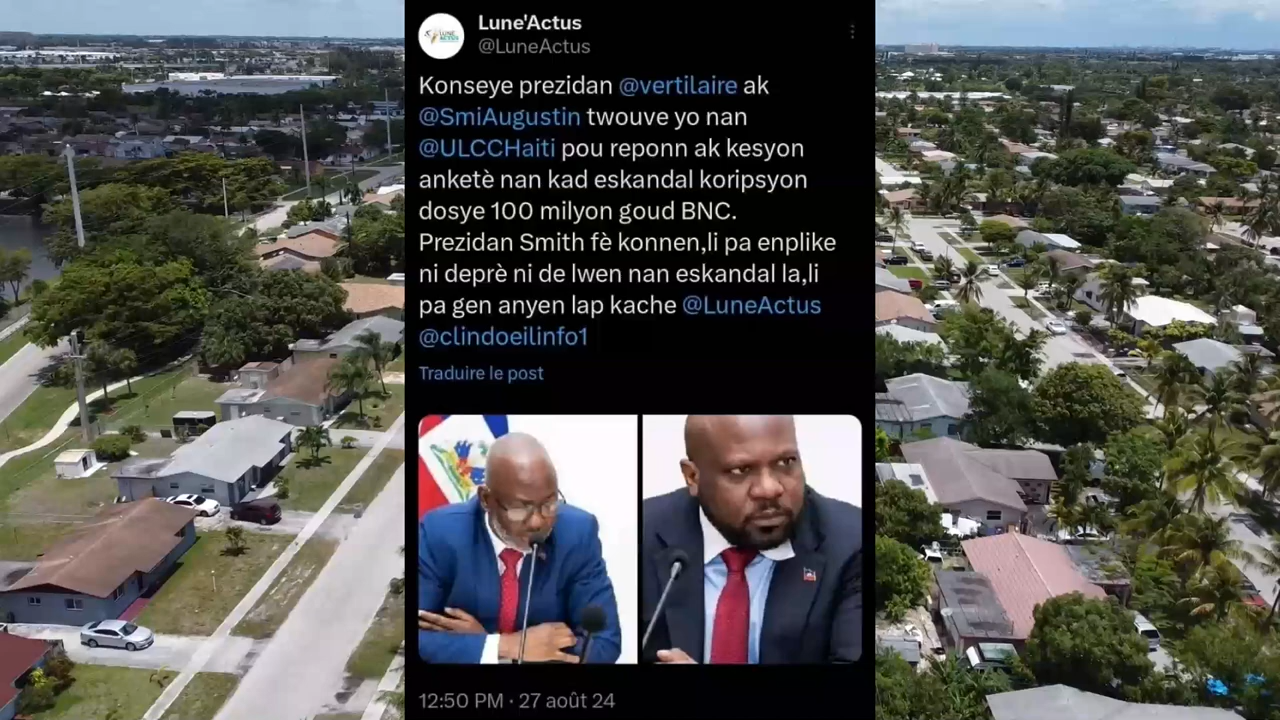 Lune'Actus
@LuneActus
Konseye prezidan @vertilaire ak
@SmiAugustin twouve yo nan
@ULCCHaiti pou reponn ak kesyon
anketè nan kad eskandal koripsyon
dosye 100 milyon goud BNC.
Prezidan Smith fè konnen,li pa enplike
ni deprè ni de lwen nan eskandal la,li
pa gen anyen lap kache @LuneActus
@clindoeilinfo1
Traduire le post
12:50 PM · 27 août 24